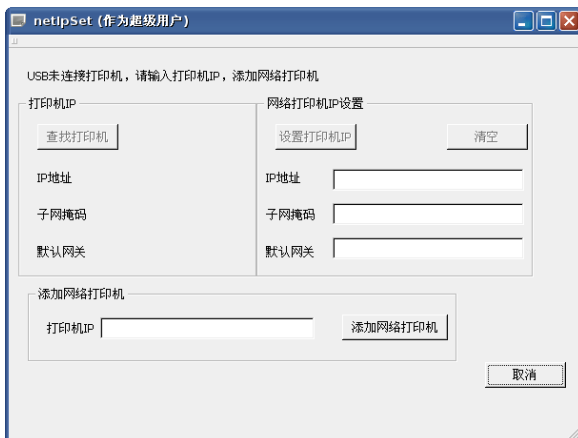 netIpSet (作为超级用户)
USB未连接打印机，请输入打印机IP，添加网络打印机
打印机IP
网络打印机IP设置
查找打印机
设置打印机IP
清空
IP地址
IP地址
子网掩码
子网掩码
默认网关
默认网关
添加网络打印机
打印机IP
添加网络打印机
取消